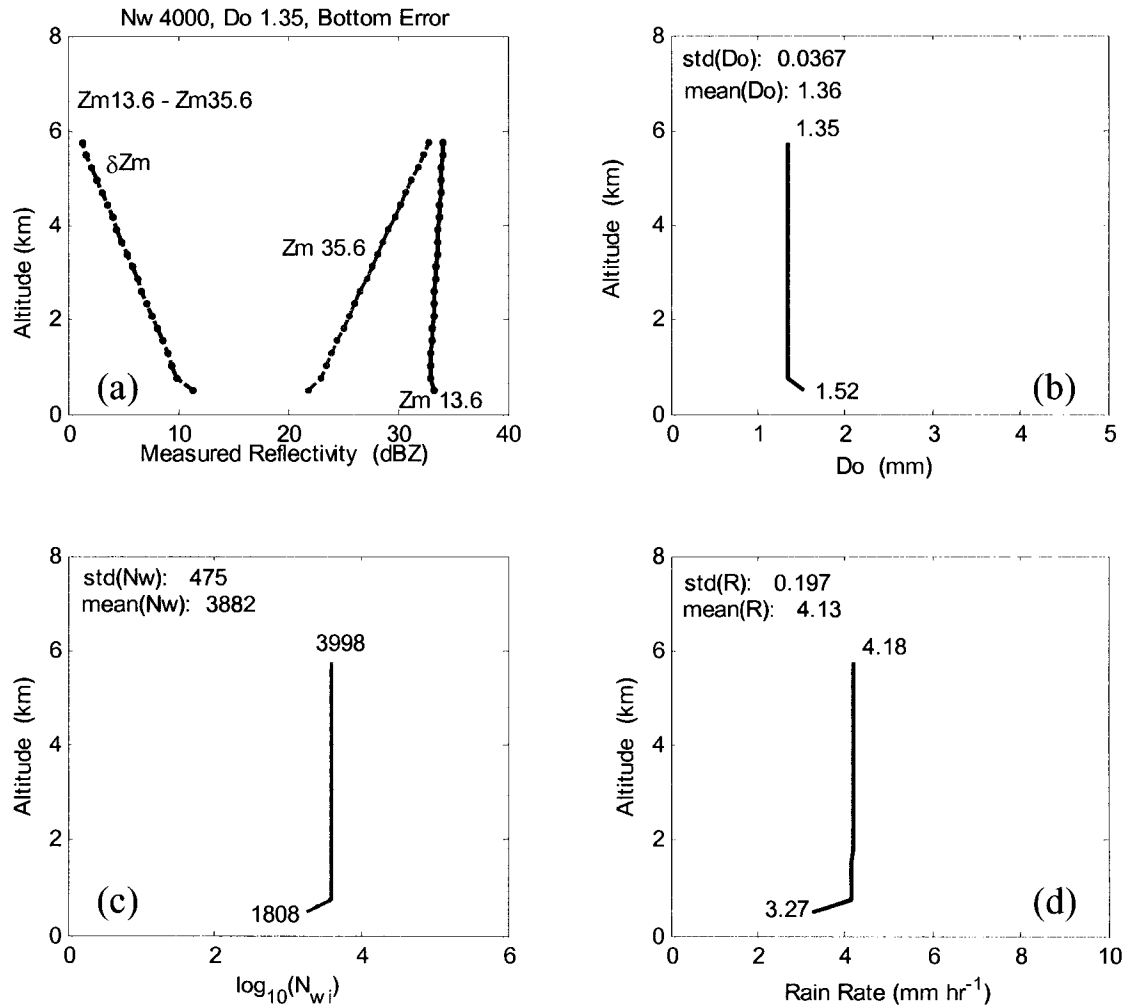 Nw 4000, Do 1.35, Bottom Error
8
6
4
2
0
Altitude (km)
Zm13.6 - Zm35.6
δZm
Zm 35.6
Zm 13.6
(a)
0 10 20 30 40
Measured Reflectivity (dBZ)
8
6
4
2
0
Altitude (km)
std(Do): 0.0367
mean(Do): 1.36
1.35
1.52
(b)
0 1 2 3 4 5
Do (mm)
8
6
4
2
0
Altitude (km)
std(Nw): 475
mean(Nw): 3882
3998
1808
(c)
0 2 4 6
log10(Nwi)
8
6
4
2
0
Altitude (km)
std(R): 0.197
mean(R): 4.13
4.18
3.27
(d)
0 2 4 6 8 10
Rain Rate (mm hr-1)